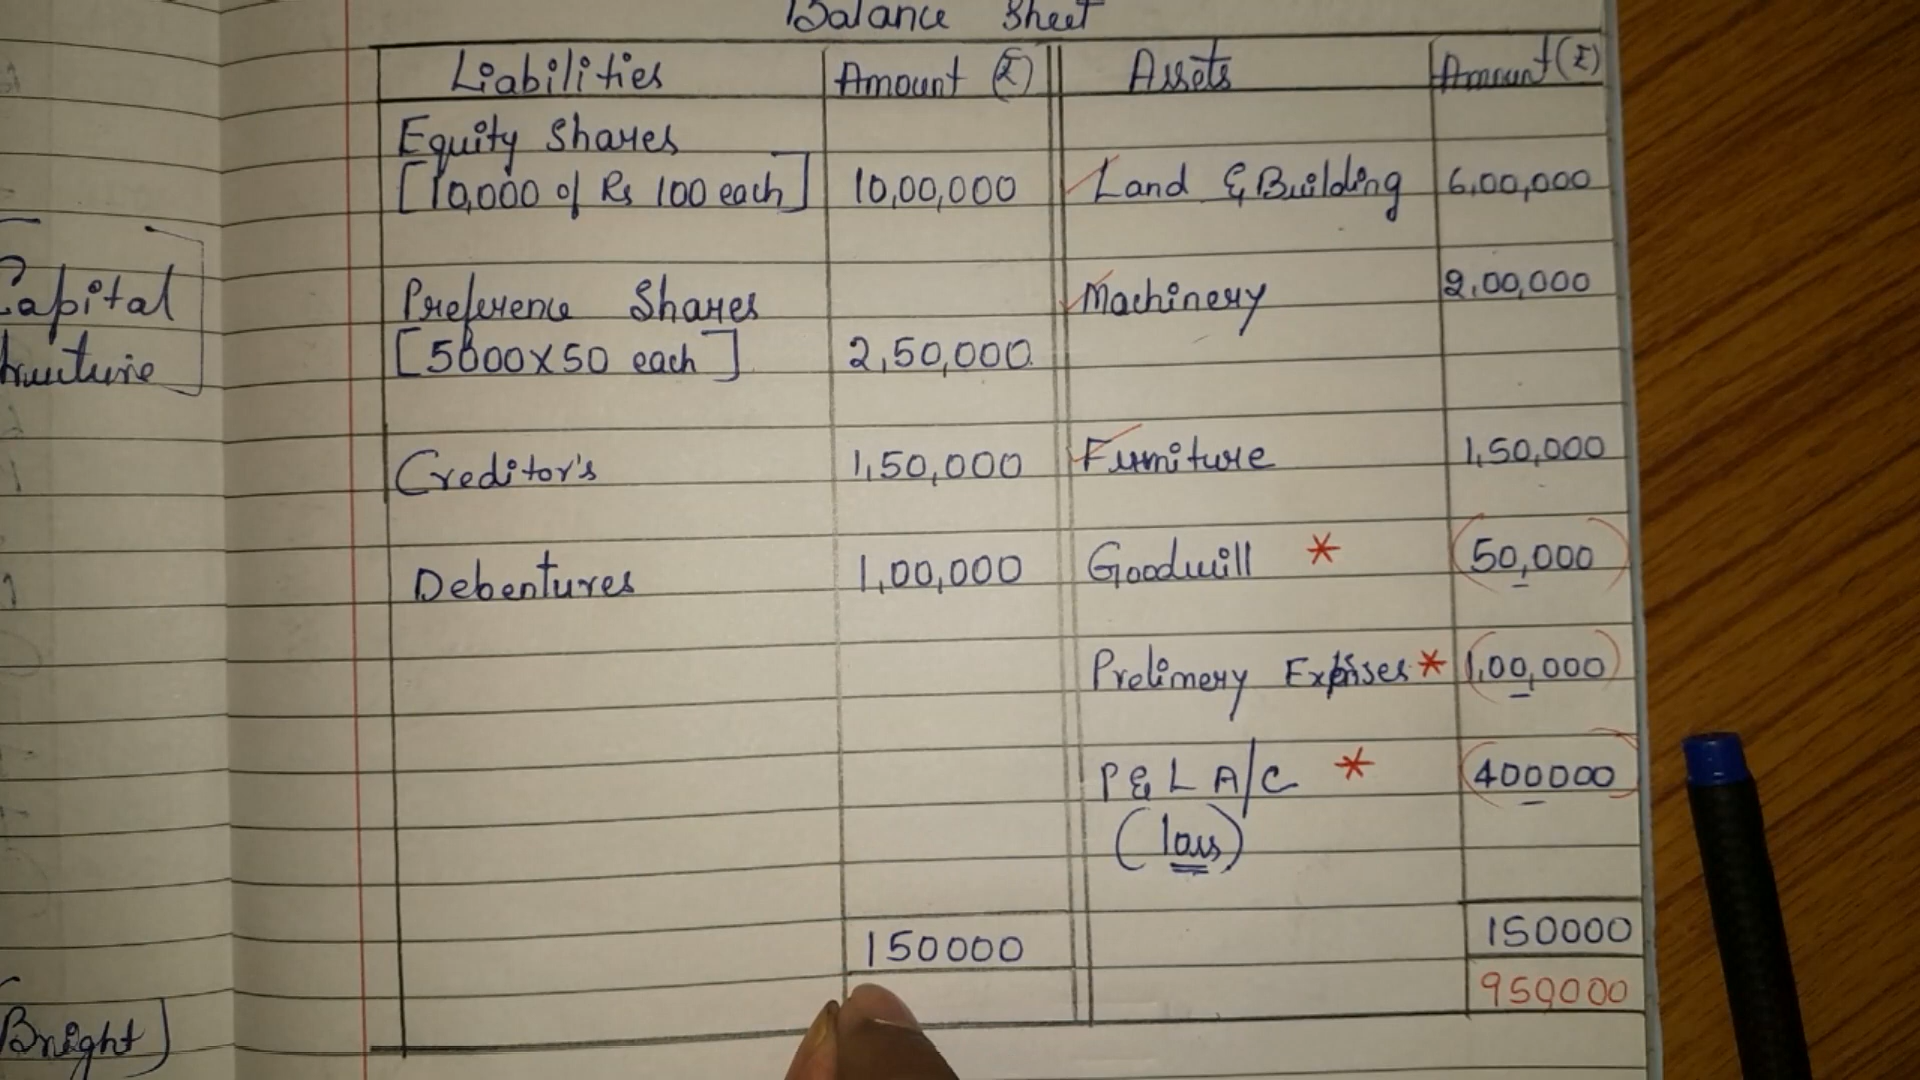 Balance Sheet
Liabilities Amount (₹) Assets Amount (₹)
Equity Shares
[10,000 of Rs 100 each] 10,00,000 Land & Building 6,00,000
Capital
Preference Shares Machinery 2,00,000
[5000X50 each] 2,50,000
Creditor's 1,50,000 Furniture 1,50,000
Debentures 1,00,000 Goodwill * (50,000)
Prelimery Expenses * (1,00,000)
P & L A/C * (400000)
(loss)
150000 150000
950000
Bright)